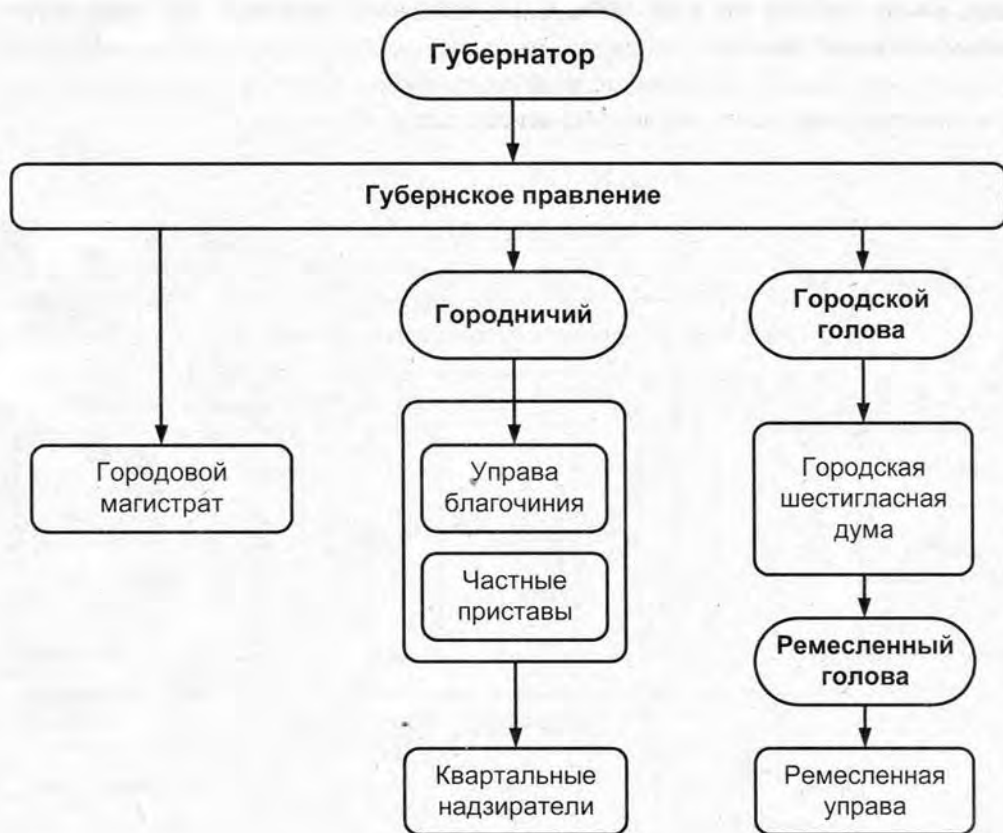 Губернатор
Губернское правление
Городничий
Городской
голова
Городовой
магистрат
Управа
благочиния
Частные
приставы
Городская
шестигласная
дума
Ремесленный
голова
Квартальные
надзиратели
Ремесленная
управа